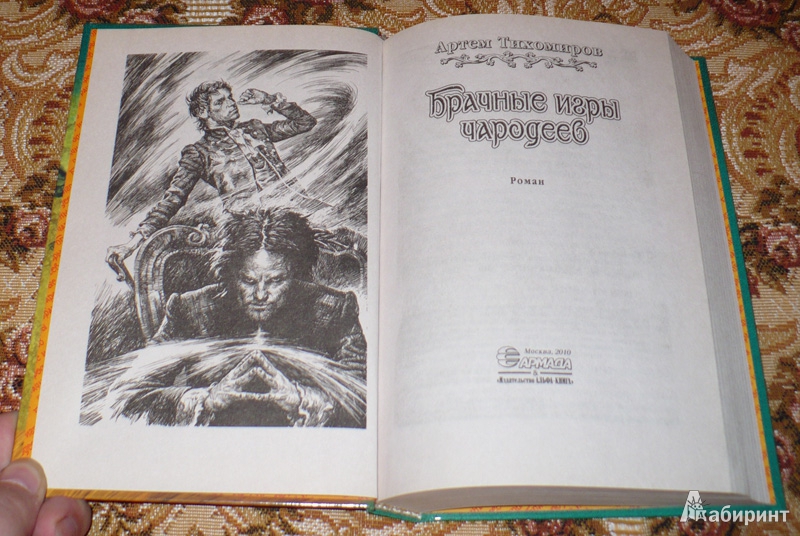 Артем Тихомиров
Брачные игры
чародеев
Роман
Москва, 2010
АРМАДА
&
«Издательство АЛЬФА-КНИГА»
Лабиринт